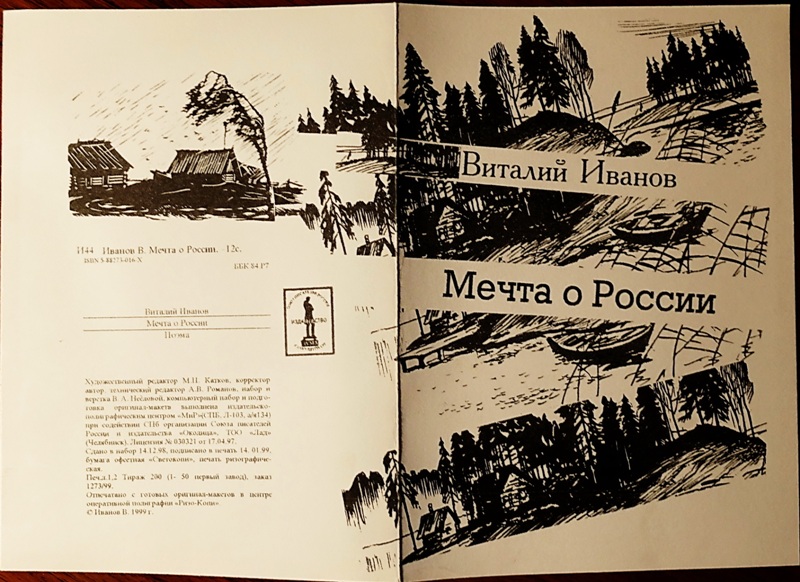 И44 Иванов В. Мечта о России. -12с.
ISBN 5-88273-016-X
ББК 84.Р7
Виталий Иванов
Мечта о России
Поэма
ИЗДАТЕЛЬСТВО
Художественный редактор М.П. Катков, корректор
автор. технический редактор А.В. Романов, набор и
верстка В. А. Несловой, компьютерный набор и подго-
готовка оригинал-макета выполнена издательско-
полиграфическим центром «МиР»(СПБ, Л-103, а/я134)
при содействии СПб организации Союза писателей
России и издательства «Околица», ТОО «Лад»
(Челябинск). Лицензия № 030321 от 17.04.97.
Сдано в набор 14.12.98, подписано в печать 14. 01.99,
бумага офсетная «Светокопи», печать ризографиче-
ская.
Печ.л.1,2 Тираж 200 (1- 50 первый завод), заказ
1273/99.
Отпечатано с готовых оригинал-макетов в центре
оперативной полиграфии «Ризо-Копи».
© Иванов В. 1999 г.
Виталий Иванов
Мечта о России